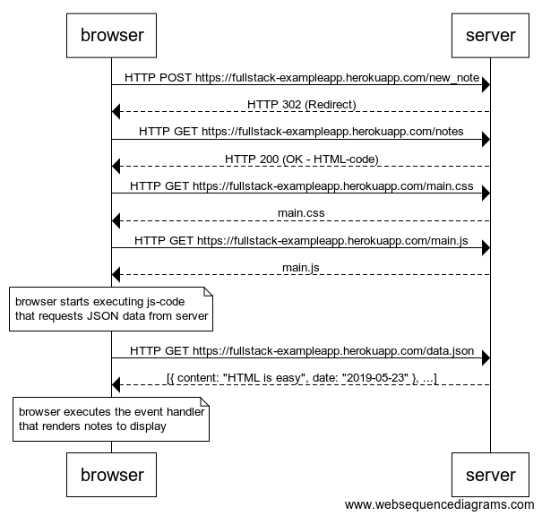 browser
server
HTTP POST https://fullstack-exampleapp.herokuapp.com/new_note
HTTP 302 (Redirect)
HTTP GET https://fullstack-exampleapp.herokuapp.com/notes
HTTP 200 (OK - HTML-code)
HTTP GET https://fullstack-exampleapp.herokuapp.com/main.css
main.css
HTTP GET https://fullstack-exampleapp.herokuapp.com/main.js
main.js
browser starts executing js-code
that requests JSON data from server
HTTP GET https://fullstack-exampleapp.herokuapp.com/data.json
[{ content: "HTML is easy", date: "2019-05-23" }, ...]
browser executes the event handler
that renders notes to display
browser
server
www.websequencediagrams.com